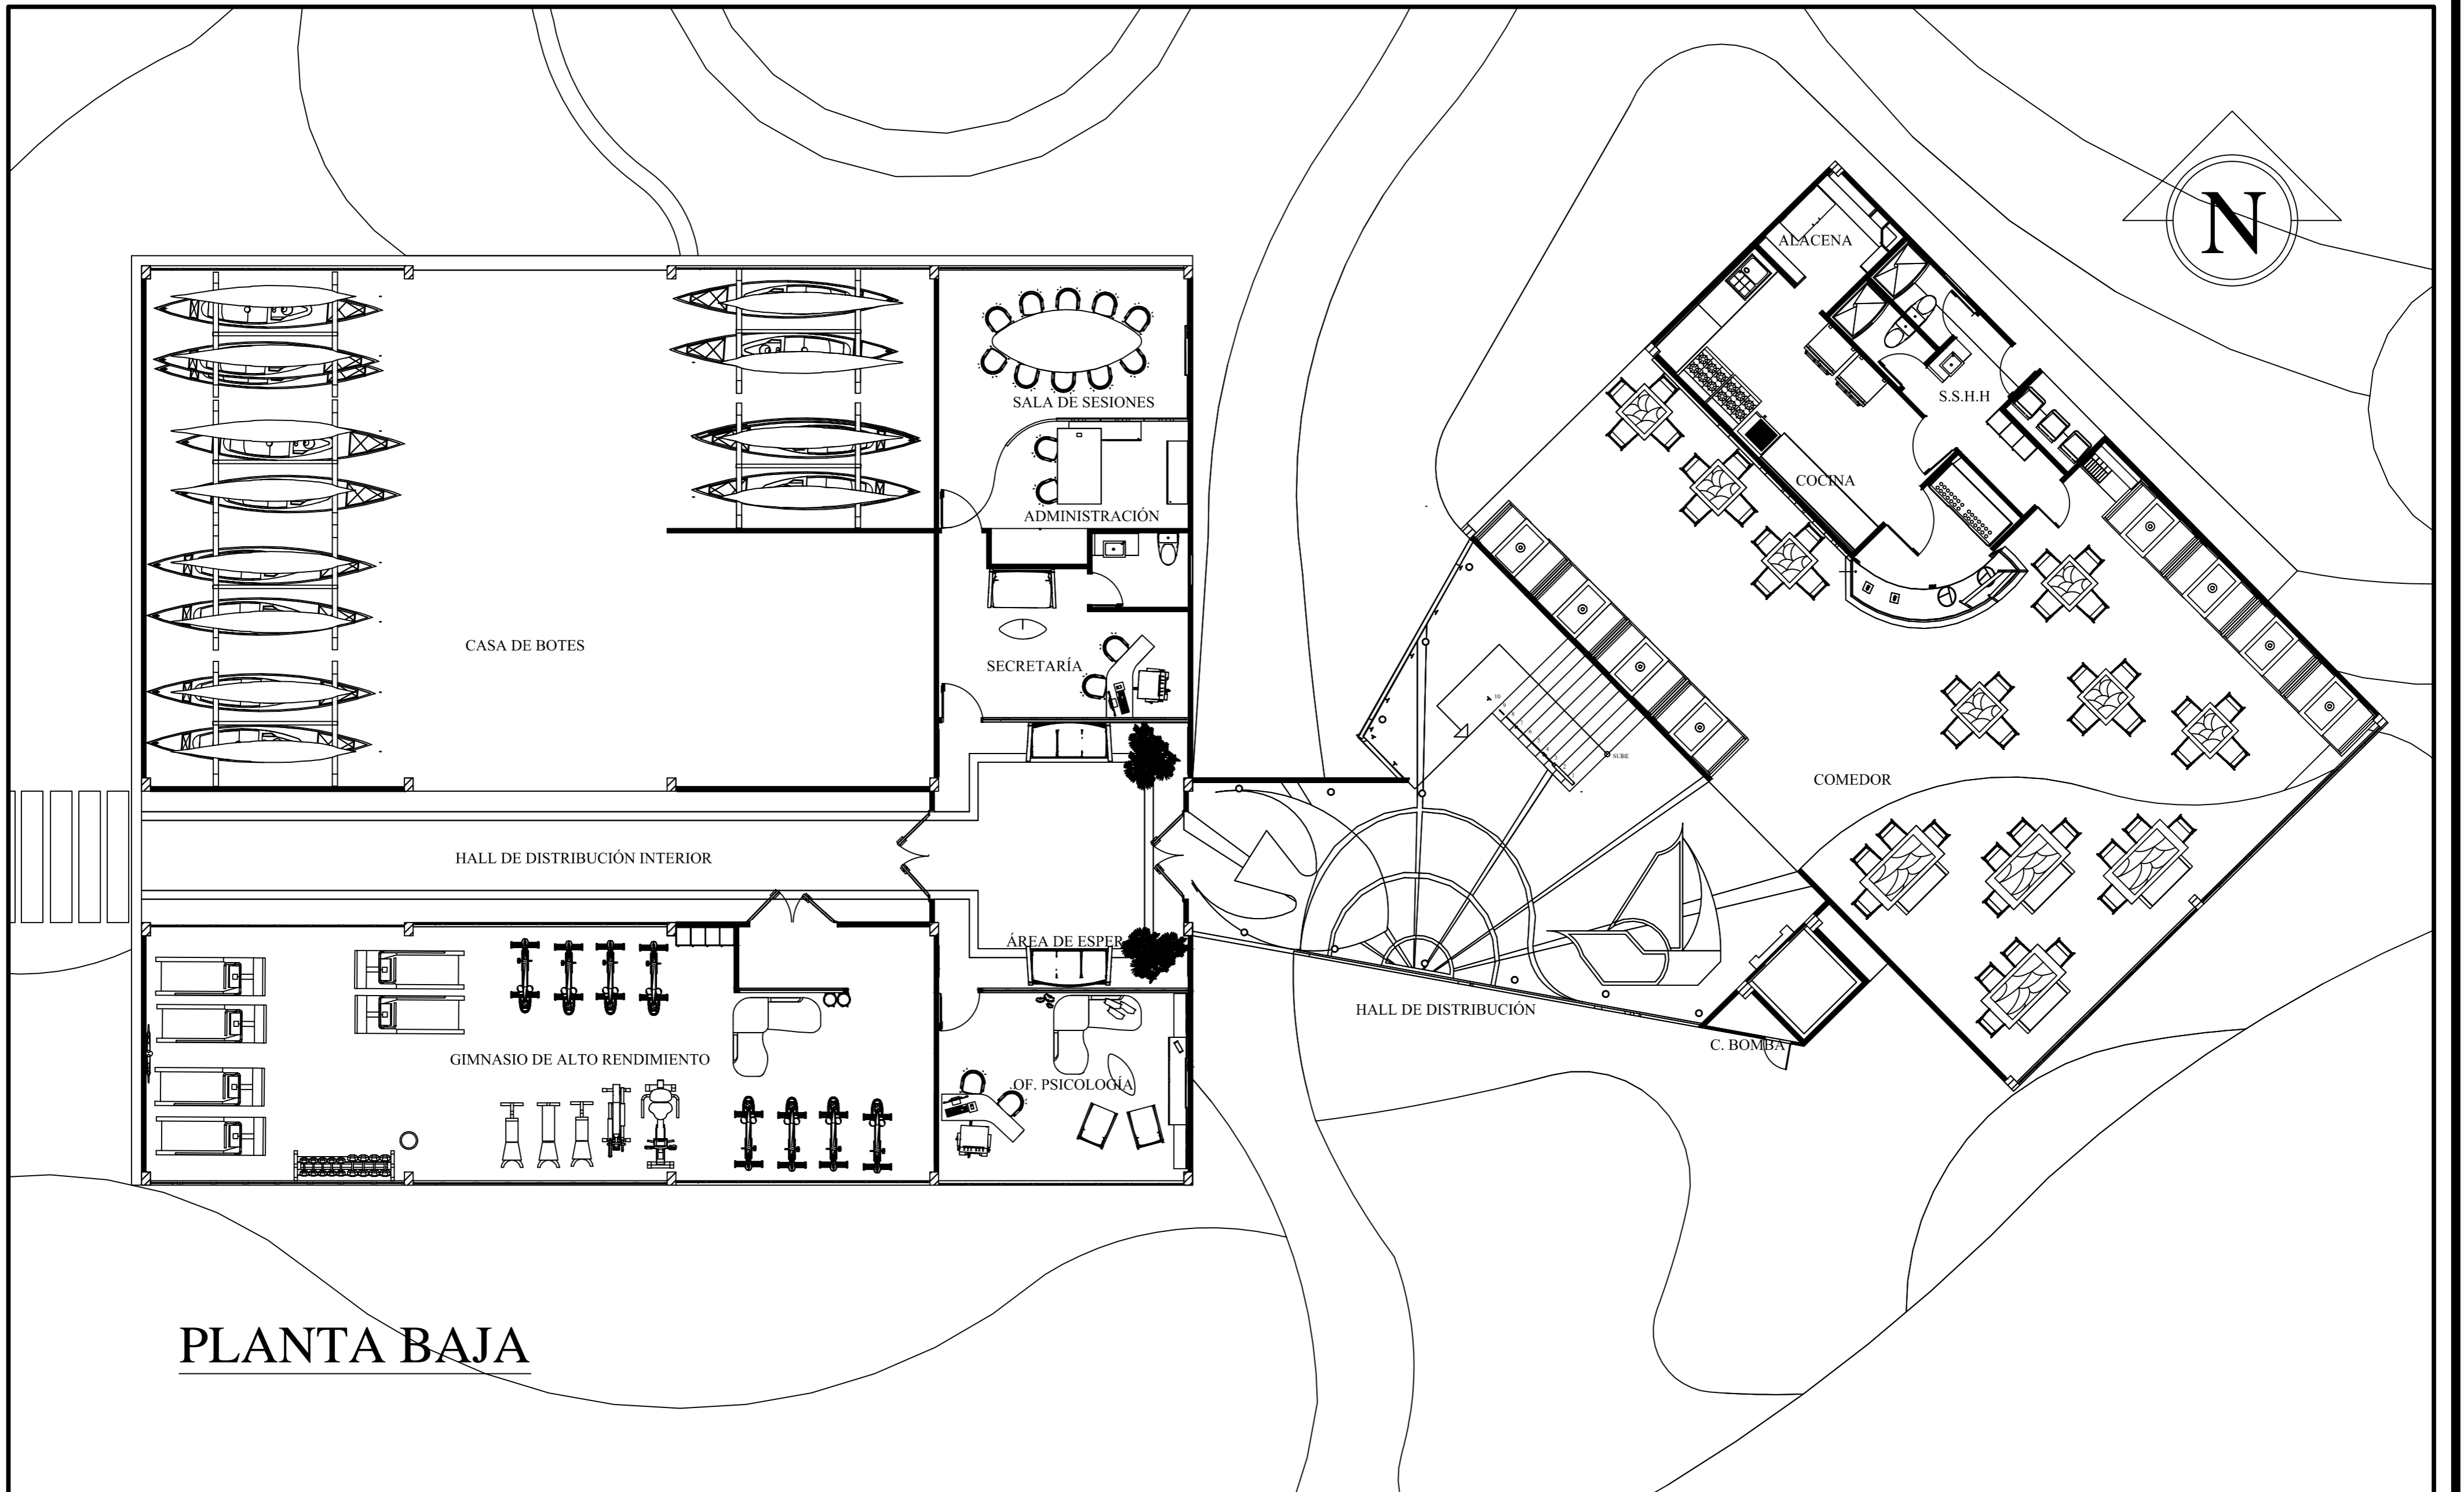 N
ALACENA
S.S.H.H
SALA DE SESIONES
COCINA
ADMINISTRACIÓN
CASA DE BOTES
SECRETARÍA
10
SUBE
COMEDOR
HALL DE DISTRIBUCIÓN INTERIOR
ÁREA DE ESPER
HALL DE DISTRIBUCIÓN
C. BOMBA
GIMNASIO DE ALTO RENDIMIENTO
OF. PSICOLOGÍA
PLANTA BAJA